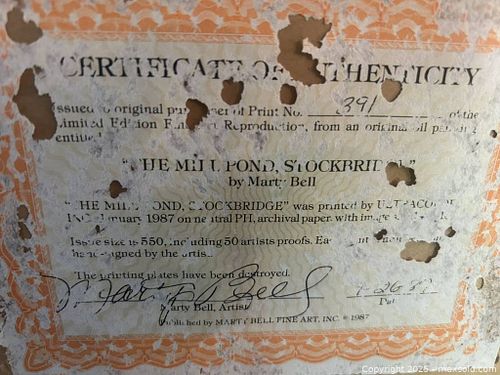 CERTIFICATE OF AUTHENTICITY
Issued to original purchaser of Print No. 391 of the
Limited Edition Fine Art Reproduction, from an original oil
entitled
"THE MILL POND, STOCKBRIDGE"
by Marty Bell
"THE MILL POND, STOCKBRIDGE" was printed by
INC. January 1987 on neutral PH, archival paper with image
Issue size is 550, including 50 artists proofs. Each
hand-signed by the artist.
The printing plates have been destroyed.
Marty Bell
Marty Bell, Artist
Published by MARTY BELL FINE ART, INC. © 1987
Copyright 2025 - maxsold.com